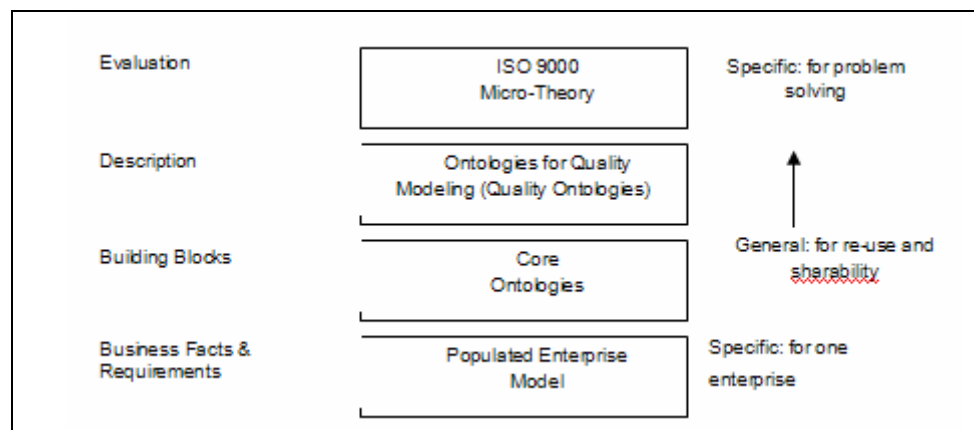 Evaluation
ISO 9000
Micro-Theory
Specific: for problem
solving
Description
Ontologies for Quality
Modeling (Quality Ontologies)
Building Blocks
Core
Ontologies
General: for re-use and
sharability
Business Facts &
Requirements
Populated Enterprise
Model
Specific: for one
enterprise